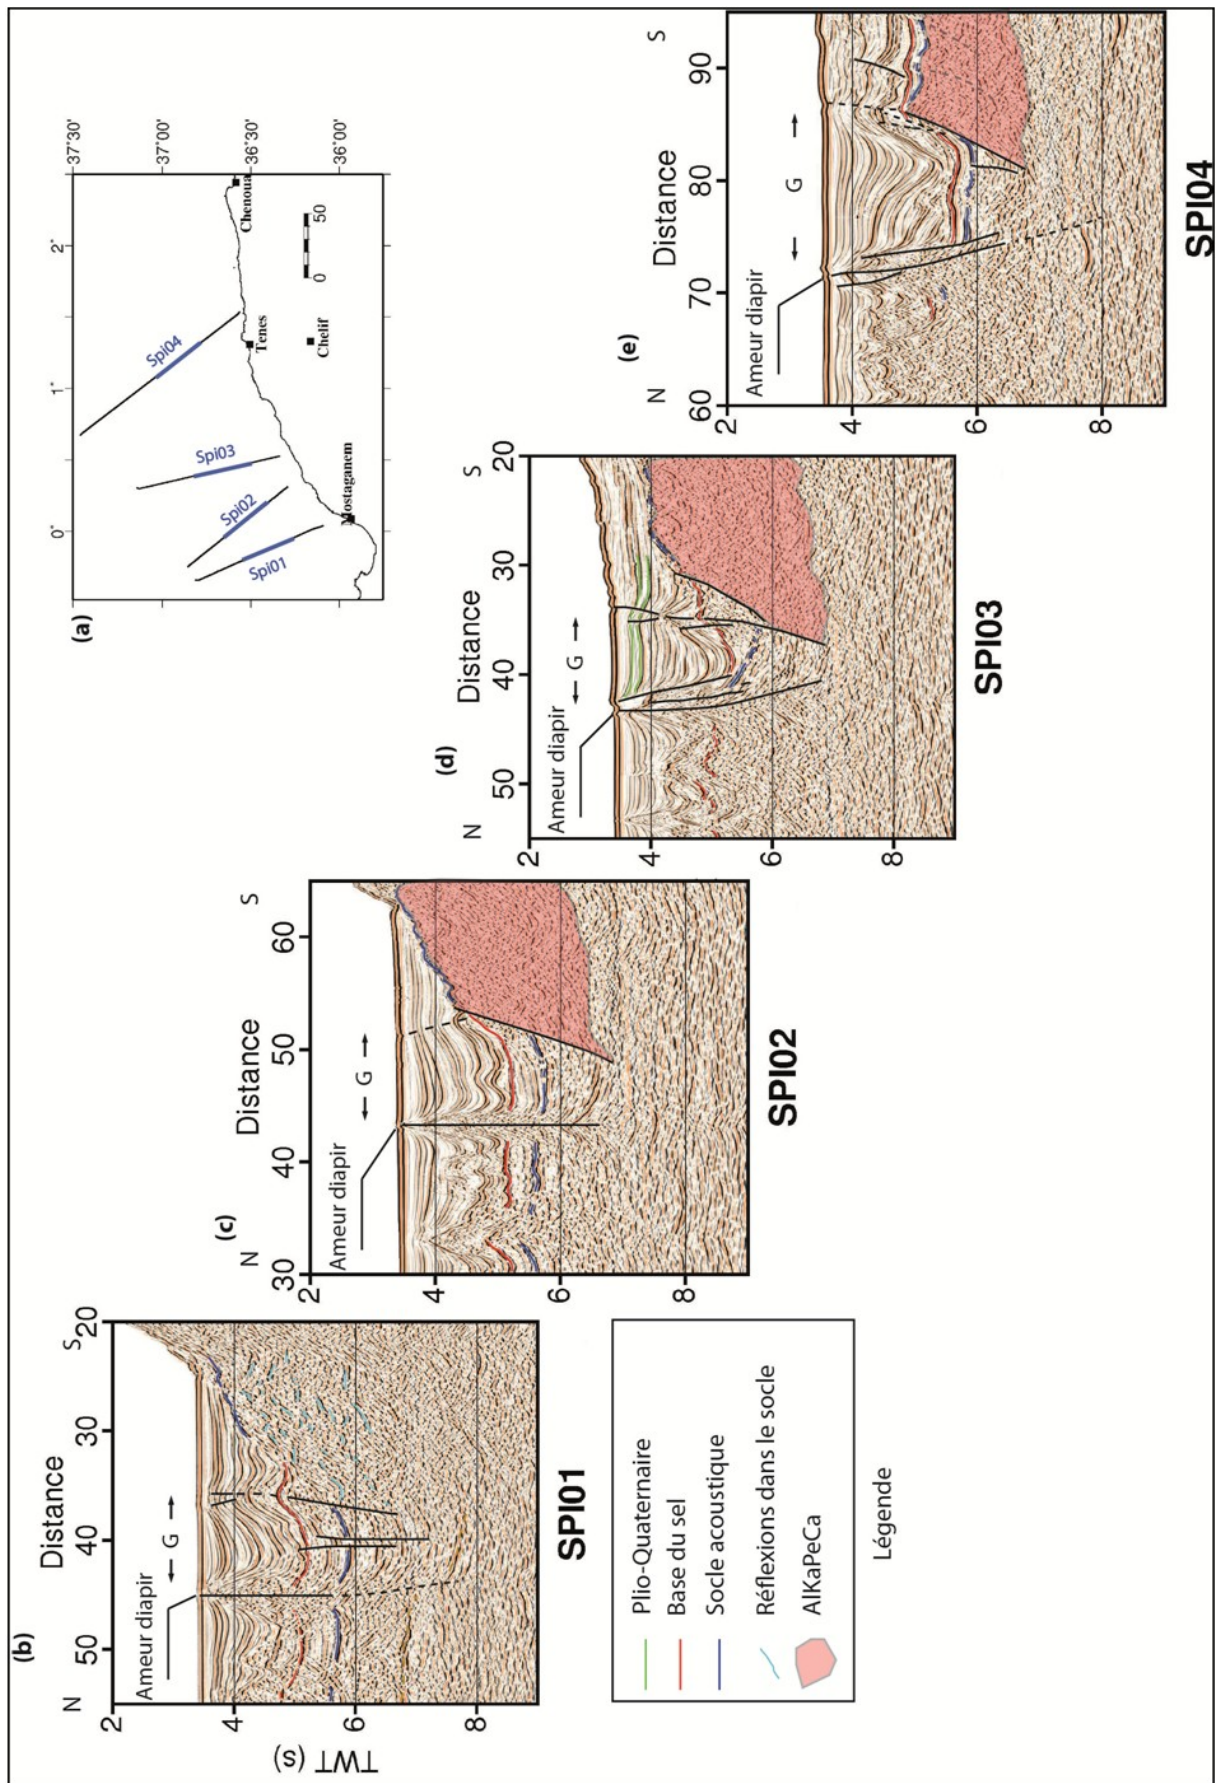 (a)
0°
1°
2°
37°30'
37°00'
36°30'
36°00'
Spi01
Spi02
Spi03
Spi04
Mostaganem
Tenes
Chelif
Chenoua
0
50
(b)
Distance
N
50
40
30
20
S
Ameur diapir
G
TWT (s)
2
4
6
8
SPI01
(c)
Distance
N
30
40
50
60
S
Ameur diapir
G
2
4
6
8
SPI02
(d)
Distance
N
50
40
30
20
S
Ameur diapir
G
2
4
6
8
SPI03
(e)
Distance
N
60
70
80
90
S
Ameur diapir
G
2
4
6
8
SPI04
Plio-Quaternaire
Base du sel
Socle acoustique
Réflexions dans le socle
AlKaPeCa
Légende